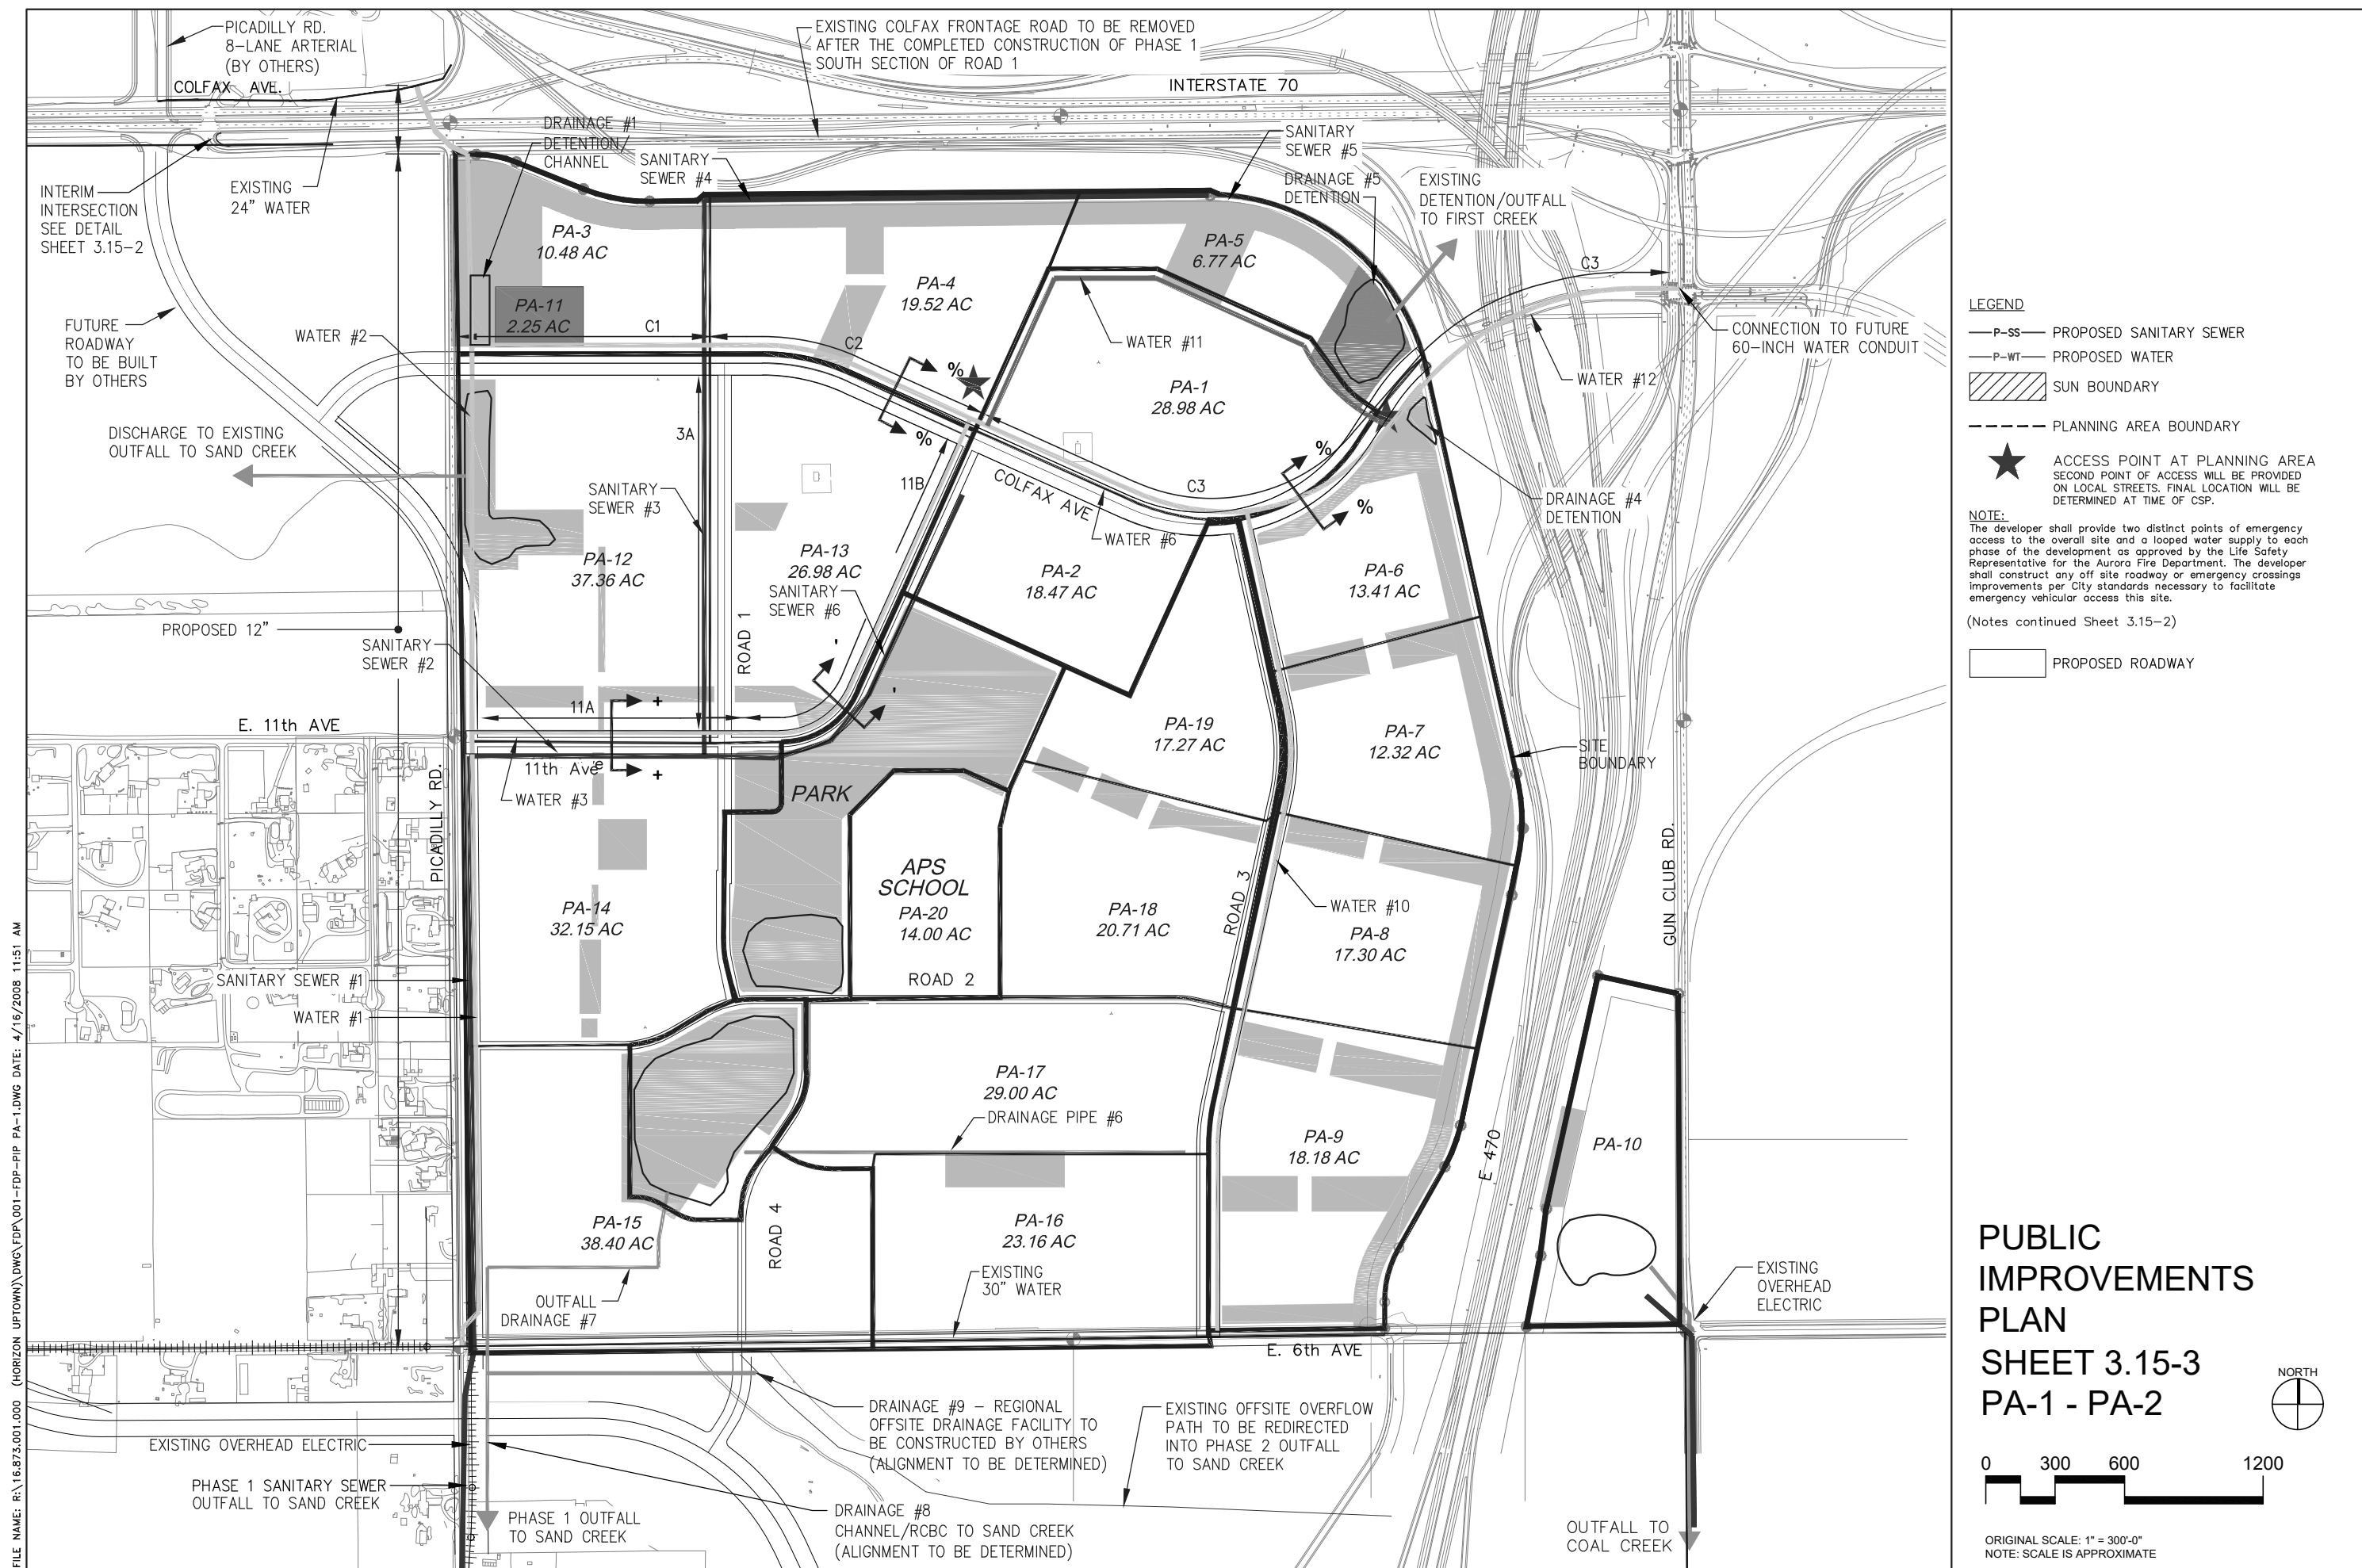 PICADILLY RD.
8-LANE ARTERIAL
(BY OTHERS)
COLFAX AVE.
EXISTING COLFAX FRONTAGE ROAD TO BE REMOVED
AFTER THE COMPLETED CONSTRUCTION OF PHASE 1
SOUTH SECTION OF ROAD 1
INTERSTATE 70
DRAINAGE #1
DETENTION/
CHANNEL
SANITARY
SEWER #4
SANITARY
SEWER #5
DRAINAGE #5
DETENTION
EXISTING
DETENTION/OUTFALL
TO FIRST CREEK
INTERIM
INTERSECTION
SEE DETAIL
SHEET 3.15-2
EXISTING
24" WATER
PA-3
10.48 AC
PA-4
19.52 AC
PA-5
6.77 AC
C3
PA-11
2.25 AC
C1
C2
WATER #2
FUTURE
ROADWAY
TO BE BUILT
BY OTHERS
WATER #11
CONNECTION TO FUTURE
60-INCH WATER CONDUIT
WATER #12
%
PA-1
28.98 AC
DISCHARGE TO EXISTING
OUTFALL TO SAND CREEK
3A
%
%
SANITARY
SEWER #3
11B
COLFAX AVE
C3
%
DRAINAGE #4
DETENTION
WATER #6
PA-12
37.36 AC
PA-13
26.98 AC
SANITARY
SEWER #6
PA-2
18.47 AC
PA-6
13.41 AC
PROPOSED 12"
SANITARY
SEWER #2
ROAD 1
'
'
+
11A
E. 11th AVE
11th Ave
e
+
WATER #3
PA-19
17.27 AC
PA-7
12.32 AC
SITE
BOUNDARY
PICADILLY RD.
PARK
APS
SCHOOL
PA-20
14.00 AC
ROAD 2
PA-14
32.15 AC
PA-18
20.71 AC
ROAD 3
WATER #10
PA-8
17.30 AC
GUN CLUB RD.
SANITARY SEWER #1
WATER #1
PA-17
29.00 AC
DRAINAGE PIPE #6
PA-9
18.18 AC
E 470
PA-10
PA-15
38.40 AC
ROAD 4
PA-16
23.16 AC
EXISTING
30" WATER
OUTFALL
DRAINAGE #7
EXISTING
OVERHEAD
ELECTRIC
E. 6th AVE
DRAINAGE #9 - REGIONAL
OFFSITE DRAINAGE FACILITY TO
BE CONSTRUCTED BY OTHERS
(ALIGNMENT TO BE DETERMINED)
EXISTING OFFSITE OVERFLOW
PATH TO BE REDIRECTED
INTO PHASE 2 OUTFALL
TO SAND CREEK
EXISTING OVERHEAD ELECTRIC
PHASE 1 SANITARY SEWER
OUTFALL TO SAND CREEK
PHASE 1 OUTFALL
TO SAND CREEK
DRAINAGE #8
CHANNEL/RCBC TO SAND CREEK
(ALIGNMENT TO BE DETERMINED)
OUTFALL TO
COAL CREEK
FILE NAME: R:\16.873.001.000 (HORIZON UPTOWN)\DWG\FDP\001-FDP-PIP PA-1.DWG DATE: 4/16/2008 11:51 AM
LEGEND
P-SS PROPOSED SANITARY SEWER
P-WT PROPOSED WATER
SUN BOUNDARY
PLANNING AREA BOUNDARY
ACCESS POINT AT PLANNING AREA
SECOND POINT OF ACCESS WILL BE PROVIDED
ON LOCAL STREETS. FINAL LOCATION WILL BE
DETERMINED AT TIME OF CSP.
NOTE:
The developer shall provide two distinct points of emergency
access to the overall site and a looped water supply to each
phase of the development as approved by the Life Safety
Representative for the Aurora Fire Department. The developer
shall construct any off site roadway or emergency crossings
improvements per City standards necessary to facilitate
emergency vehicular access this site.
(Notes continued Sheet 3.15-2)
PROPOSED ROADWAY
PUBLIC
IMPROVEMENTS
PLAN
SHEET 3.15-3
PA-1 - PA-2
NORTH
0 300 600 1200
ORIGINAL SCALE: 1" = 300'-0"
NOTE: SCALE IS APPROXIMATE